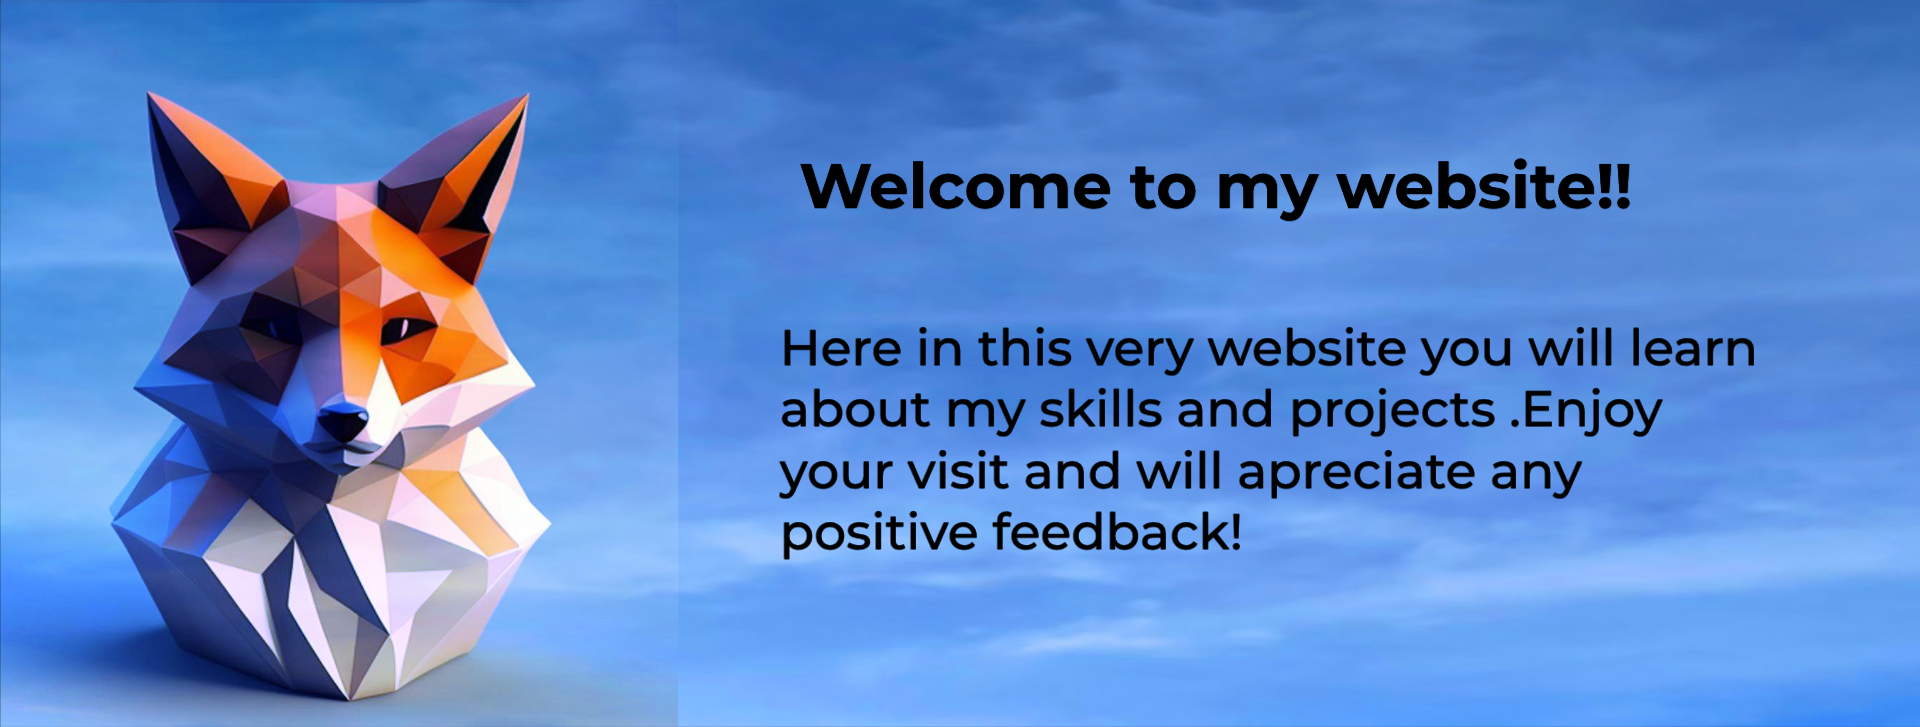 Welcome to my website!!
Here in this very website you will learn
about my skills and projects .Enjoy
your visit and will apreciate any
positive feedback!